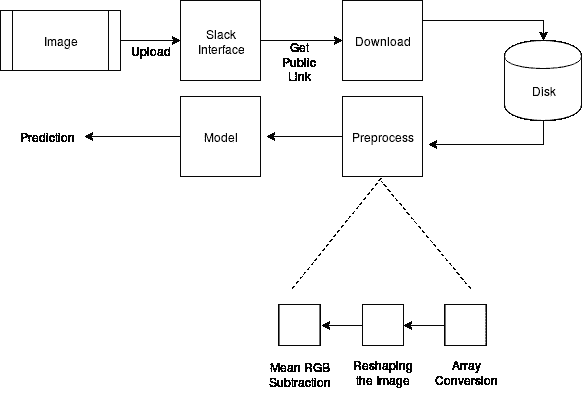 Image
Upload
Slack
Interface
Get
Public
Link
Download
Disk
Prediction
Model
Preprocess
Mean RGB
Subtraction
Reshaping
the Image
Array
Conversion